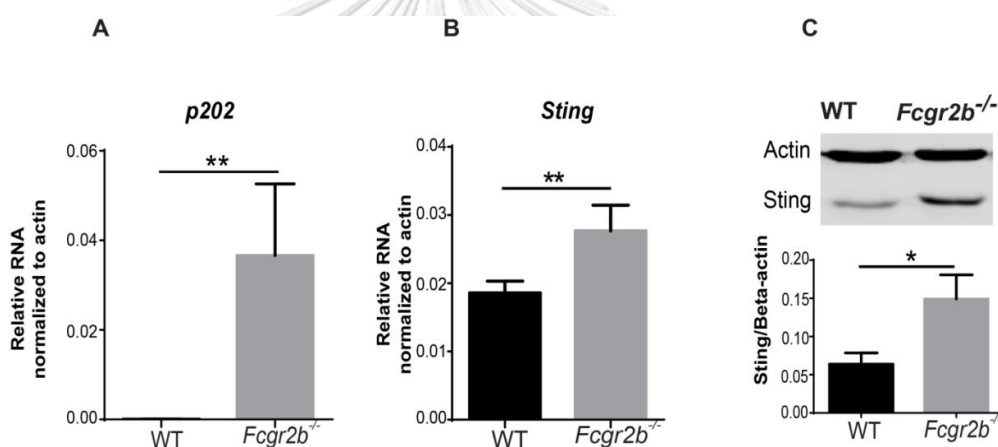 A
B
C
p202
Sting
WT Fcgr2b-/-
Actin
Sting
**
**
*
Relative RNA
normalized to actin
0.06
0.04
0.02
0.00
WT Fcgr2b-/-
Relative RNA
normalized to actin
0.04
0.03
0.02
0.01
0.00
WT Fcgr2b-/-
Sting/Beta-actin
0.20
0.15
0.10
0.05
0.00
WT Fcgr2b-/-